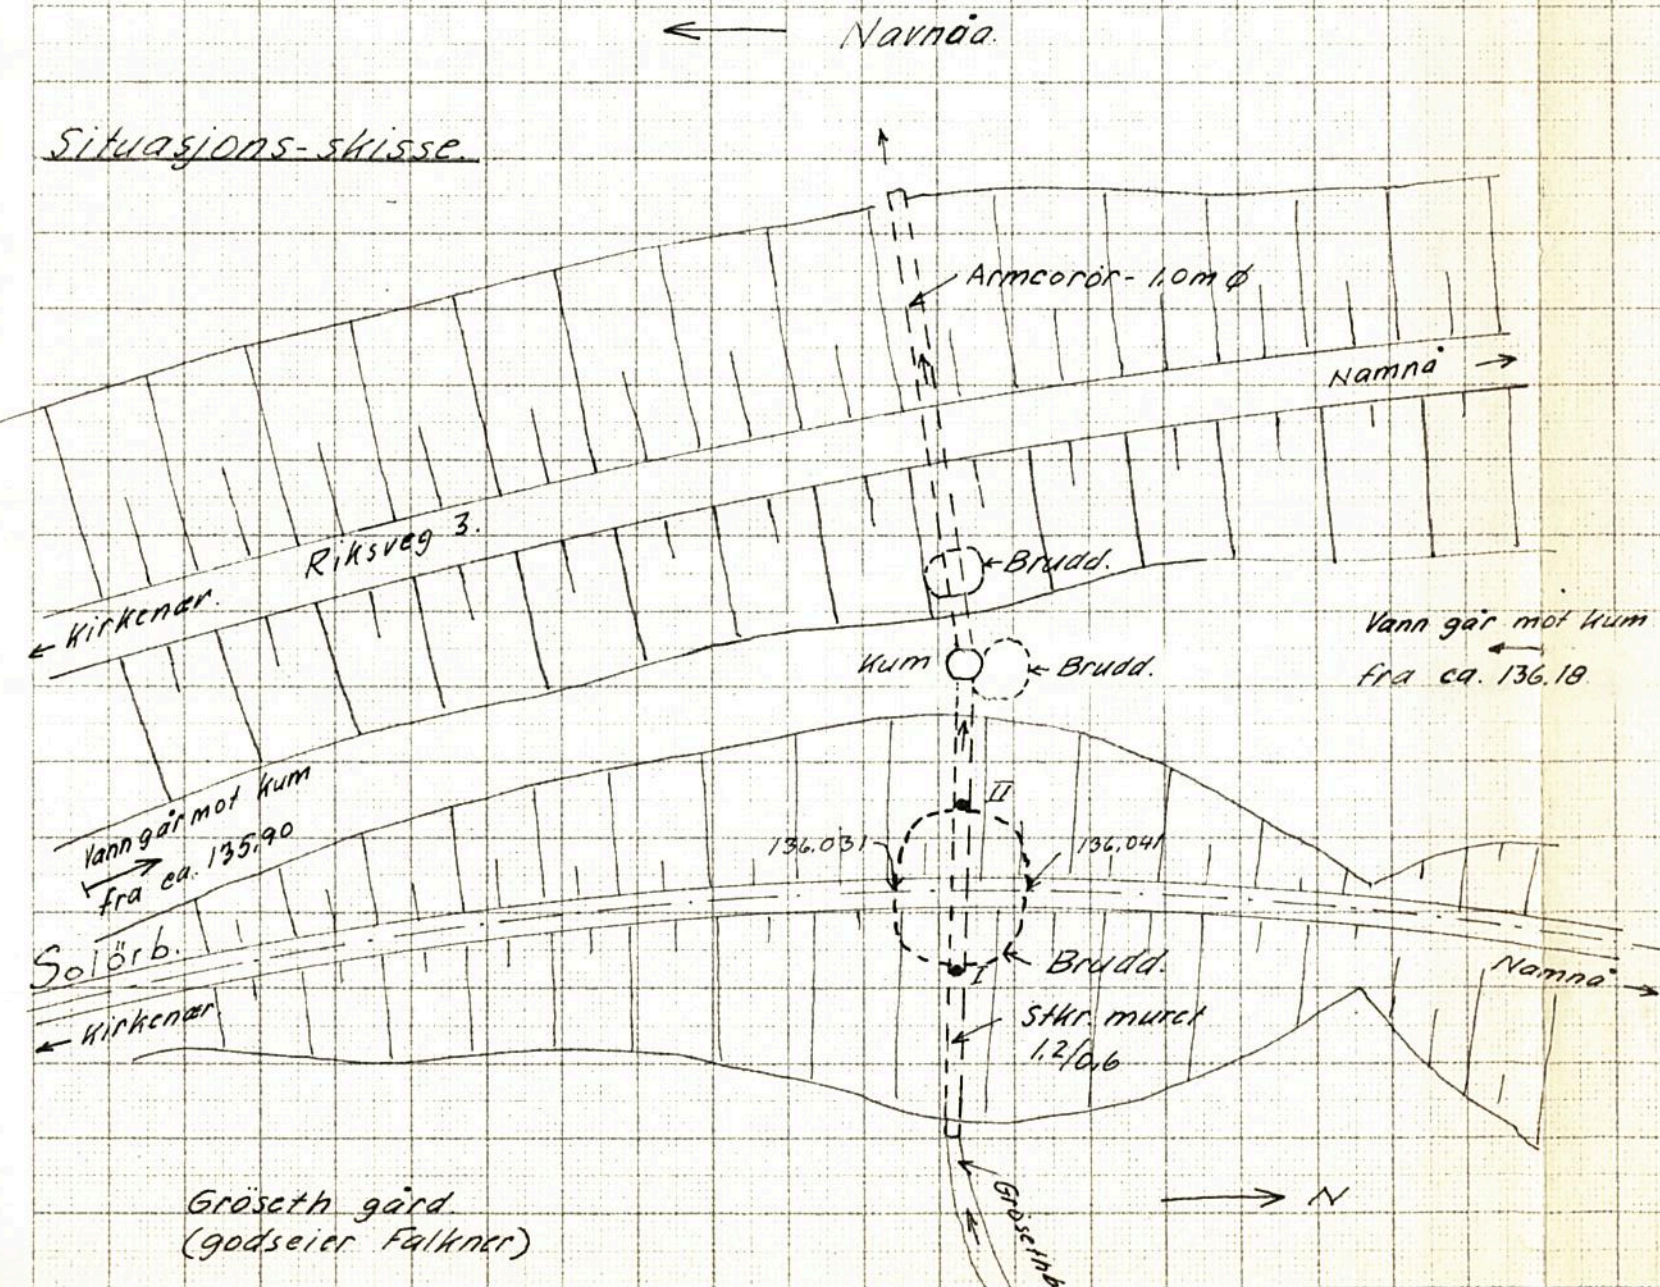 Navnåa.
Situasjons-skisse.
Armcorör - 1,0 m ø
Namnå
Riksveg 3.
Kirkenær.
Brudd.
Vann går mot kum
fra ca. 136.18
Kum
Brudd.
Vann går mot kum
fra ca. 135,90
II
136.031
136.041
Solörb.
Brudd.
I
Namnå
Kirkenær
Stkr. muret
1,2/0,6
Gröseth gård.
(godseier Falkner)
N
Grösethb